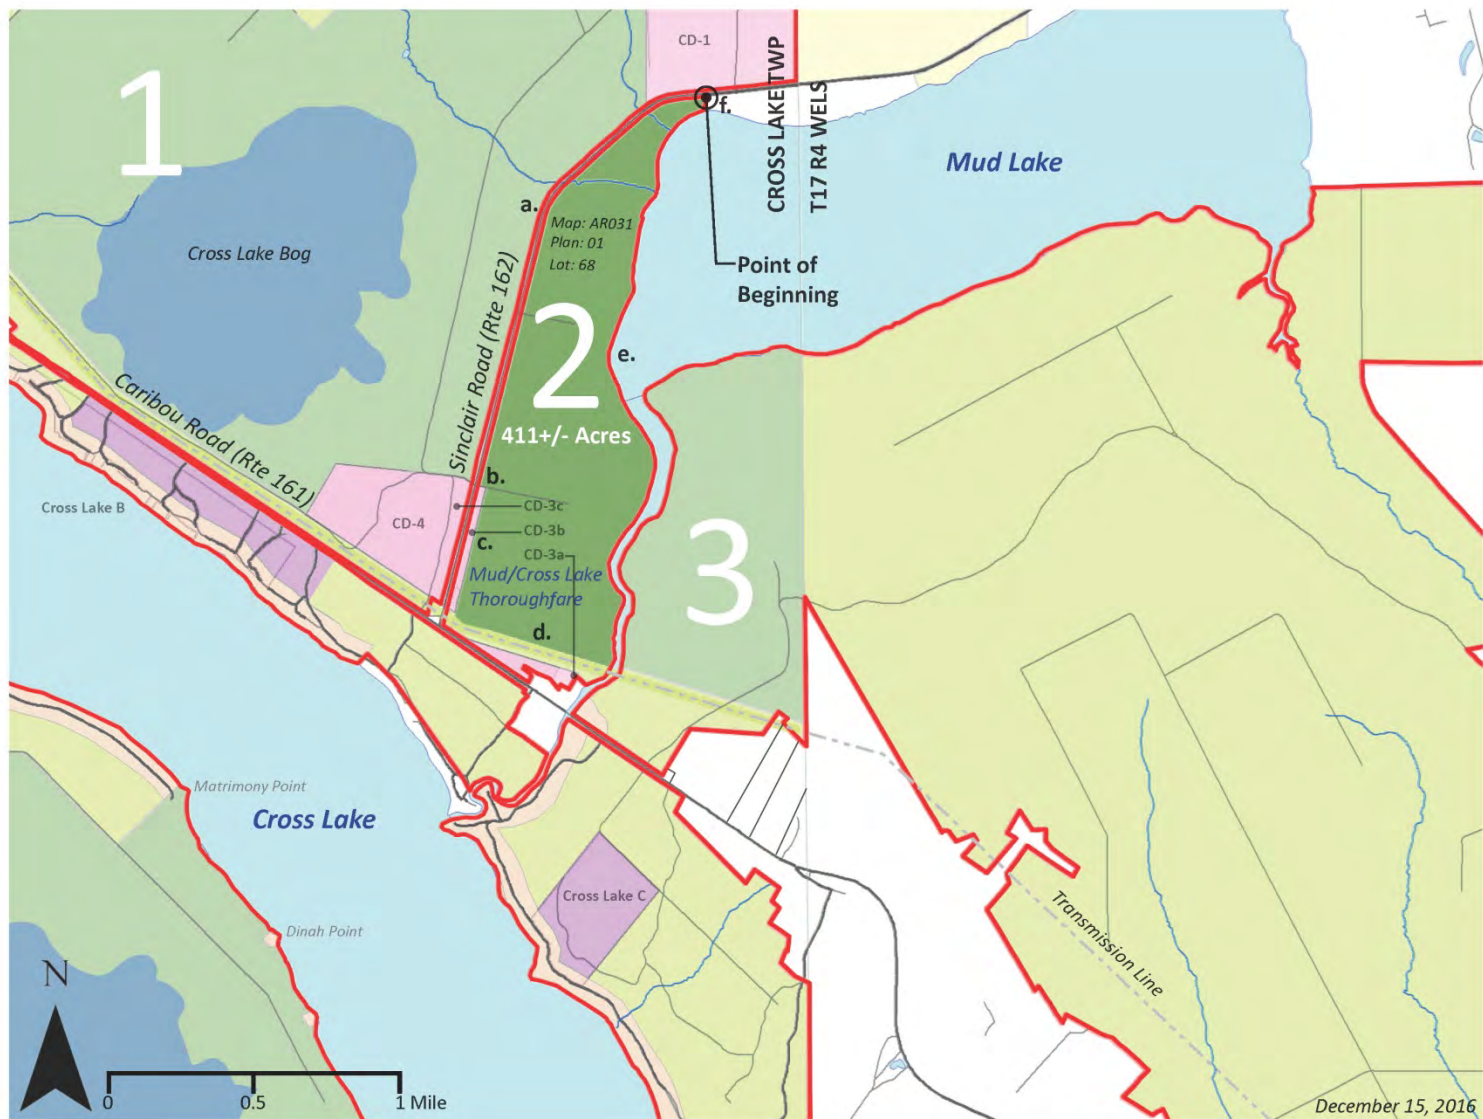 1
CD-1
f.
CROSS LAKE TWP
T17 R4 WELS
Mud Lake
a.
Map: AR031
Plan: 01
Lot: 68
Cross Lake Bog
Point of
Beginning
Sinclair Road (Rte 162)
2
411+/- Acres
e.
Caribou Road (Rte 161)
b.
Cross Lake B
CD-4
CD-3c
CD-3b
c.
CD-3a
Mud/Cross Lake
Thoroughfare
3
d.
Matrimony Point
Cross Lake
Cross Lake C
Dinah Point
Transmission Line
N
0
0.5
1 Mile
December 15, 2016